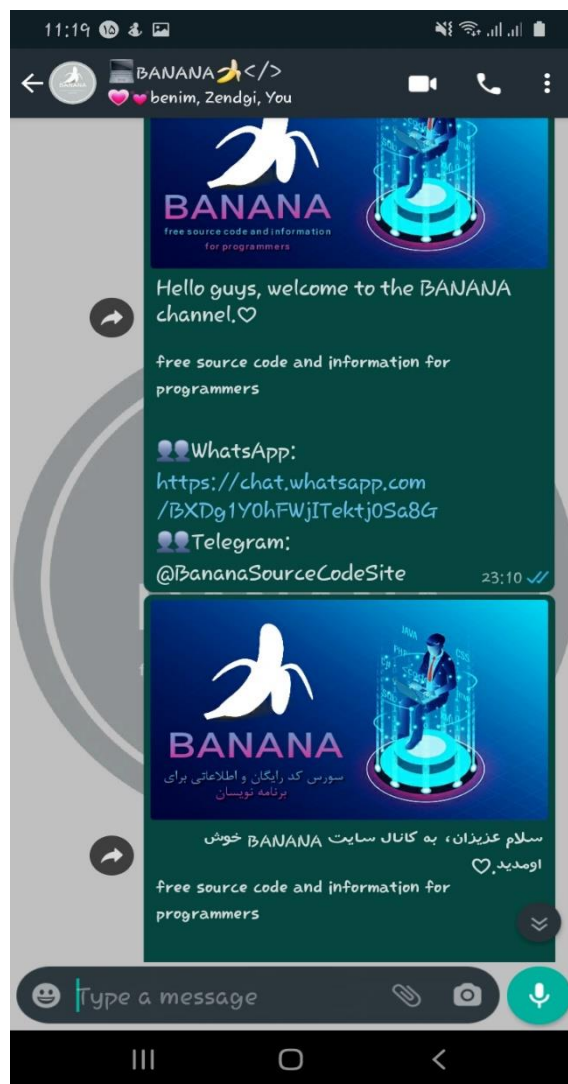 11:19 ۱۵
BANANA🍌</>
benim, Zendgi, You
BANANA
free source code and information
for programmers
Hello guys, welcome to the BANANA
channel.♡
free source code and information for
programmers
👥WhatsApp:
https://chat.whatsapp.com
/BXDg1Y0hFWjITektj0Sa8G
👥Telegram:
@BananaSourceCodeSite
23:10
JAVA
CSS
BANANA
سورس کد رایگان و اطلاعاتی برای
برنامه نویسان
سلام عزیزان، به کانال سایت BANANA خوش
اومدید.♡
free source code and information for
programmers
Type a message